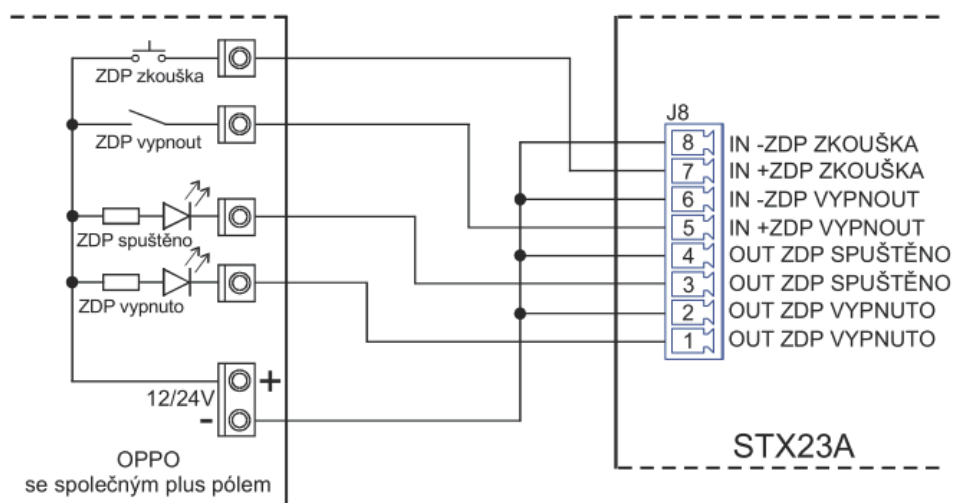 ZDP zkouška
ZDP vypnout
ZDP spuštěno
ZDP vypnuto
12/24V
+
-
OPPO
se společným plus pólem
J8
8 IN -ZDP ZKOUŠKA
7 IN +ZDP ZKOUŠKA
6 IN -ZDP VYPNOUT
5 IN +ZDP VYPNOUT
4 OUT ZDP SPUŠTĚNO
3 OUT ZDP SPUŠTĚNO
2 OUT ZDP VYPNUTO
1 OUT ZDP VYPNUTO
STX23A